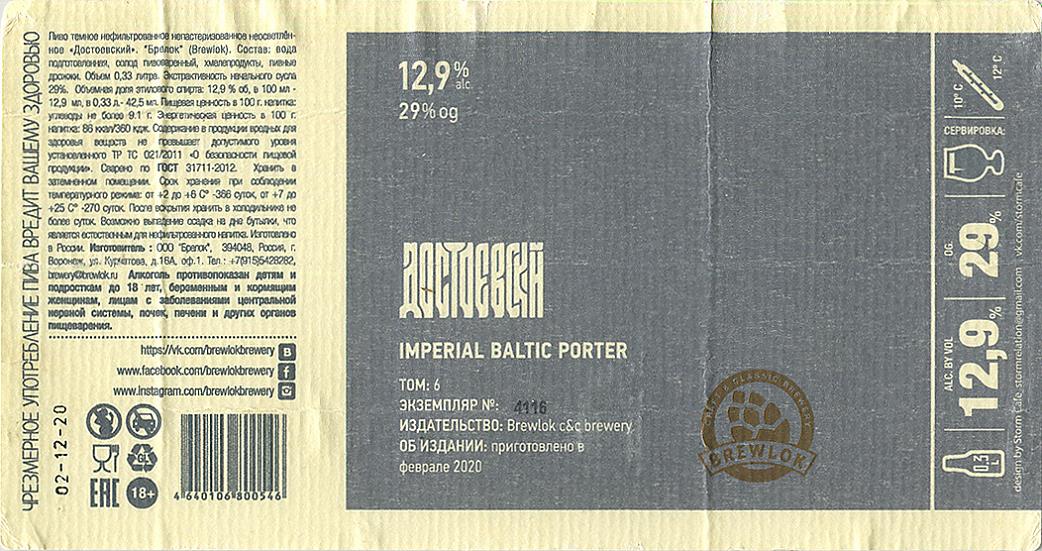 ЧРЕЗМЕРНОЕ УПОТРЕБЛЕНИЕ ПИВА ВРЕДИТ ВАШЕМУ ЗДОРОВЬЮ
Пиво темное нефильтрованное непастеризованное неосветлён-
ное «Достоевский». "Брелок" (Brewlok). Состав: вода
подготовленная, солод пивоваренный, хмелепродукты, пивные
дрожжи. Объем 0,33 литра. Экстрактивность начального сусла
29%. Объемная доля этилового спирта: 12,9 % об, в 100 мл -
12,9 мл, в 0,33 л.- 42,5 мл. Пищевая ценность в 100 г. напитка:
углеводы не более 9.1 г. Энергетическая ценность в 100 г.
напитка: 86 ккал/360 кдж. Содержание в продукции вредных для
здоровья веществ не превышает допустимого уровня
установленного ТР ТС 021/2011 «О безопасности пищевой
продукции». Сварено по ГОСТ 31711-2012. Хранить в
затемненном помещении. Срок хранения при соблюдении
температурного режима: от +2 до +6 С° -366 суток, от +7 до
+25 С° -270 суток. После вскрытия хранить в холодильнике не
более суток. Возможно выпадение осадка на дно бутылки, что
является естественным для нефильтрованного напитка. Изготовлено
в России. Изготовитель : ООО "Брелок", 394048, Россия, г.
Воронеж, ул. Курчатова, д.16А, оф.1. Тел.: +7(915)5428282,
brewery@brewlok.ru Алкоголь противопоказан детям и
подросткам до 18 лет, беременным и кормящим
женщинам, лицам с заболеваниями центральной
нервной системы, почек, печени и других органов
пищеварения.
https://vk.com/brewlokbrewery B
www.facebook.com/brewlokbrewery f
www.instagram.com/brewlokbrewery
02-12-20
GL
EAC 18+
4 640106 800546
12,9% alc.
29% og
ДОСТОЕВСКИЙ
IMPERIAL BALTIC PORTER
ТОМ: 6
ЭКЗЕМПЛЯР №: 4116
ИЗДАТЕЛЬСТВО: Brewlok c&c brewery
ОБ ИЗДАНИИ: приготовлено в
феврале 2020
CRAFT & CLASSIC BREWERY
BREWLOK
10° C 12° C
СЕРВИРОВКА:
OG. 29%
ALC. BY VOL 12,9%
0,3 L
design by Storm Cafe stormrelation@gmail.com vk.com/stormcafe